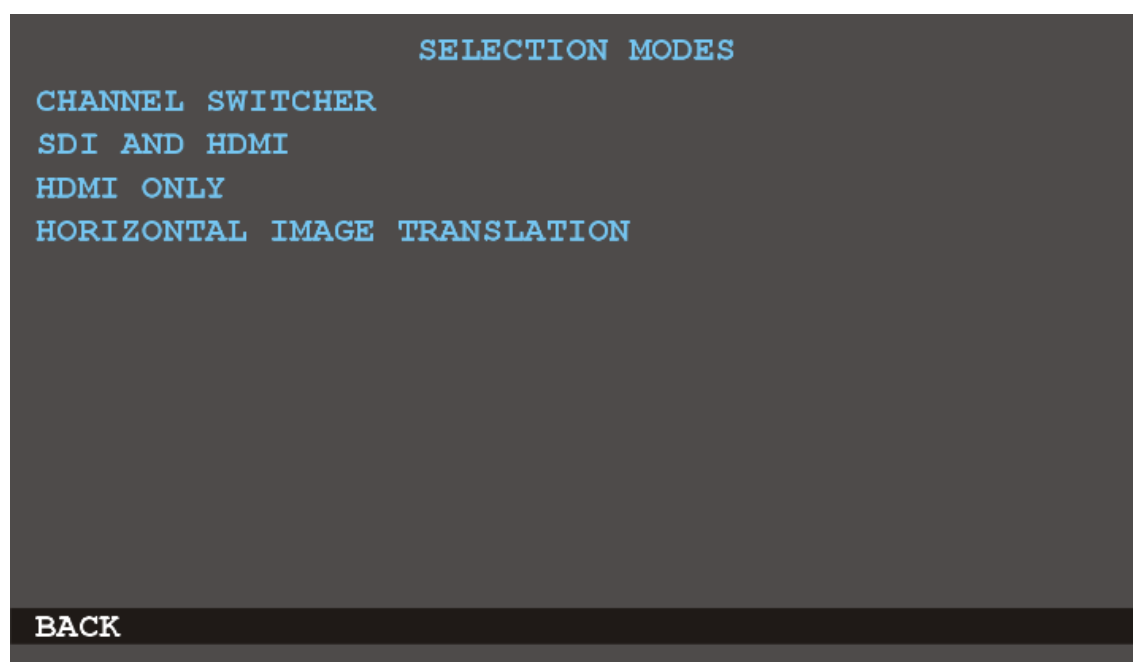 SELECTION MODES
CHANNEL SWITCHER
SDI AND HDMI
HDMI ONLY
HORIZONTAL IMAGE TRANSLATION
BACK